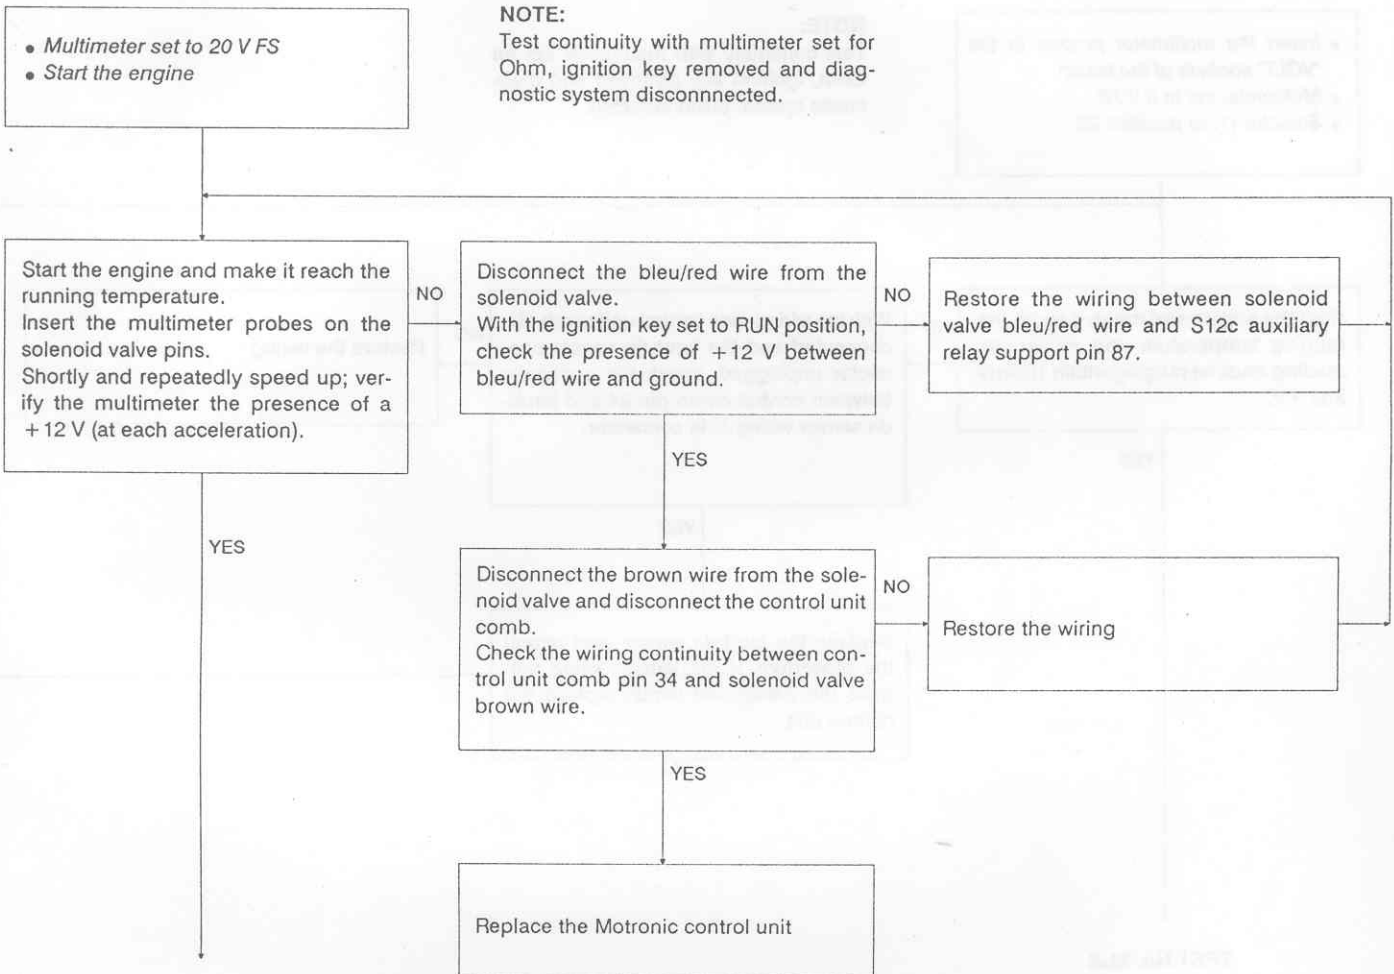 • Multimeter set to 20 V FS
• Start the engine
NOTE:
Test continuity with multimeter set for
Ohm, ignition key removed and diag-
nostic system disconnnected.
Start the engine and make it reach the
running temperature.
Insert the multimeter probes on the
solenoid valve pins.
Shortly and repeatedly speed up; ver-
ify the multimeter the presence of a
+12 V (at each acceleration).
NO
Disconnect the bleu/red wire from the
solenoid valve.
With the ignition key set to RUN position,
check the presence of +12 V between
bleu/red wire and ground.
NO
Restore the wiring between solenoid
valve bleu/red wire and S12c auxiliary
relay support pin 87.
YES
YES
Disconnect the brown wire from the sole-
noid valve and disconnect the control unit
comb.
Check the wiring continuity between con-
trol unit comb pin 34 and solenoid valve
brown wire.
NO
Restore the wiring
YES
Replace the Motronic control unit